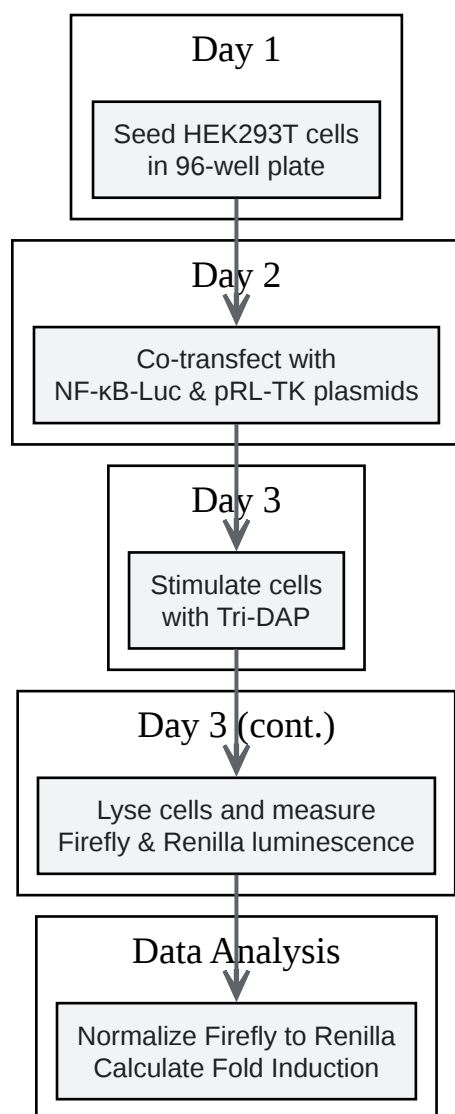 Day 1
Seed HEK293T cells
in 96-well plate
Day 2
Co-transfect with
NF-κB-Luc & pRL-TK plasmids
Day 3
Stimulate cells
with Tri-DAP
Day 3 (cont.)
Lyse cells and measure
Firefly & Renilla luminescence
Data Analysis
Normalize Firefly to Renilla
Calculate Fold Induction